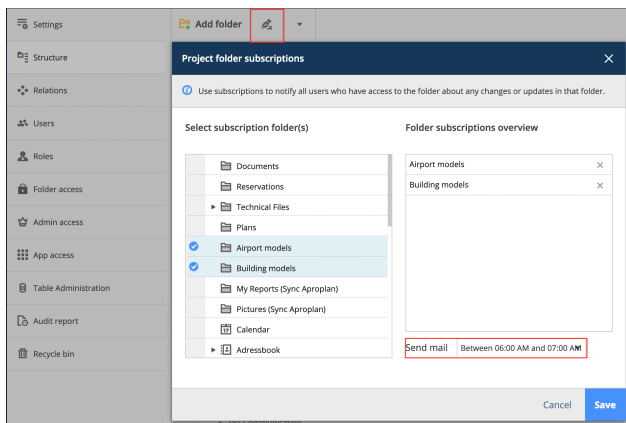 Settings
Add folder
Structure
Project folder subscriptions
Use subscriptions to notify all users who have access to the folder about any changes or updates in that folder.
Relations
Users
Roles
Folder access
Admin access
App access
Table Administration
Audit report
Recycle bin
Select subscription folder(s)
Documents
Reservations
Technical Files
Plans
Airport models
Building models
My Reports (Sync Aproplan)
Pictures (Sync Aproplan)
17 Calendar
Adressbook
Folder subscriptions overview
Airport models
Building models
Send mail Between 06:00 AM and 07:00 AM
Cancel Save